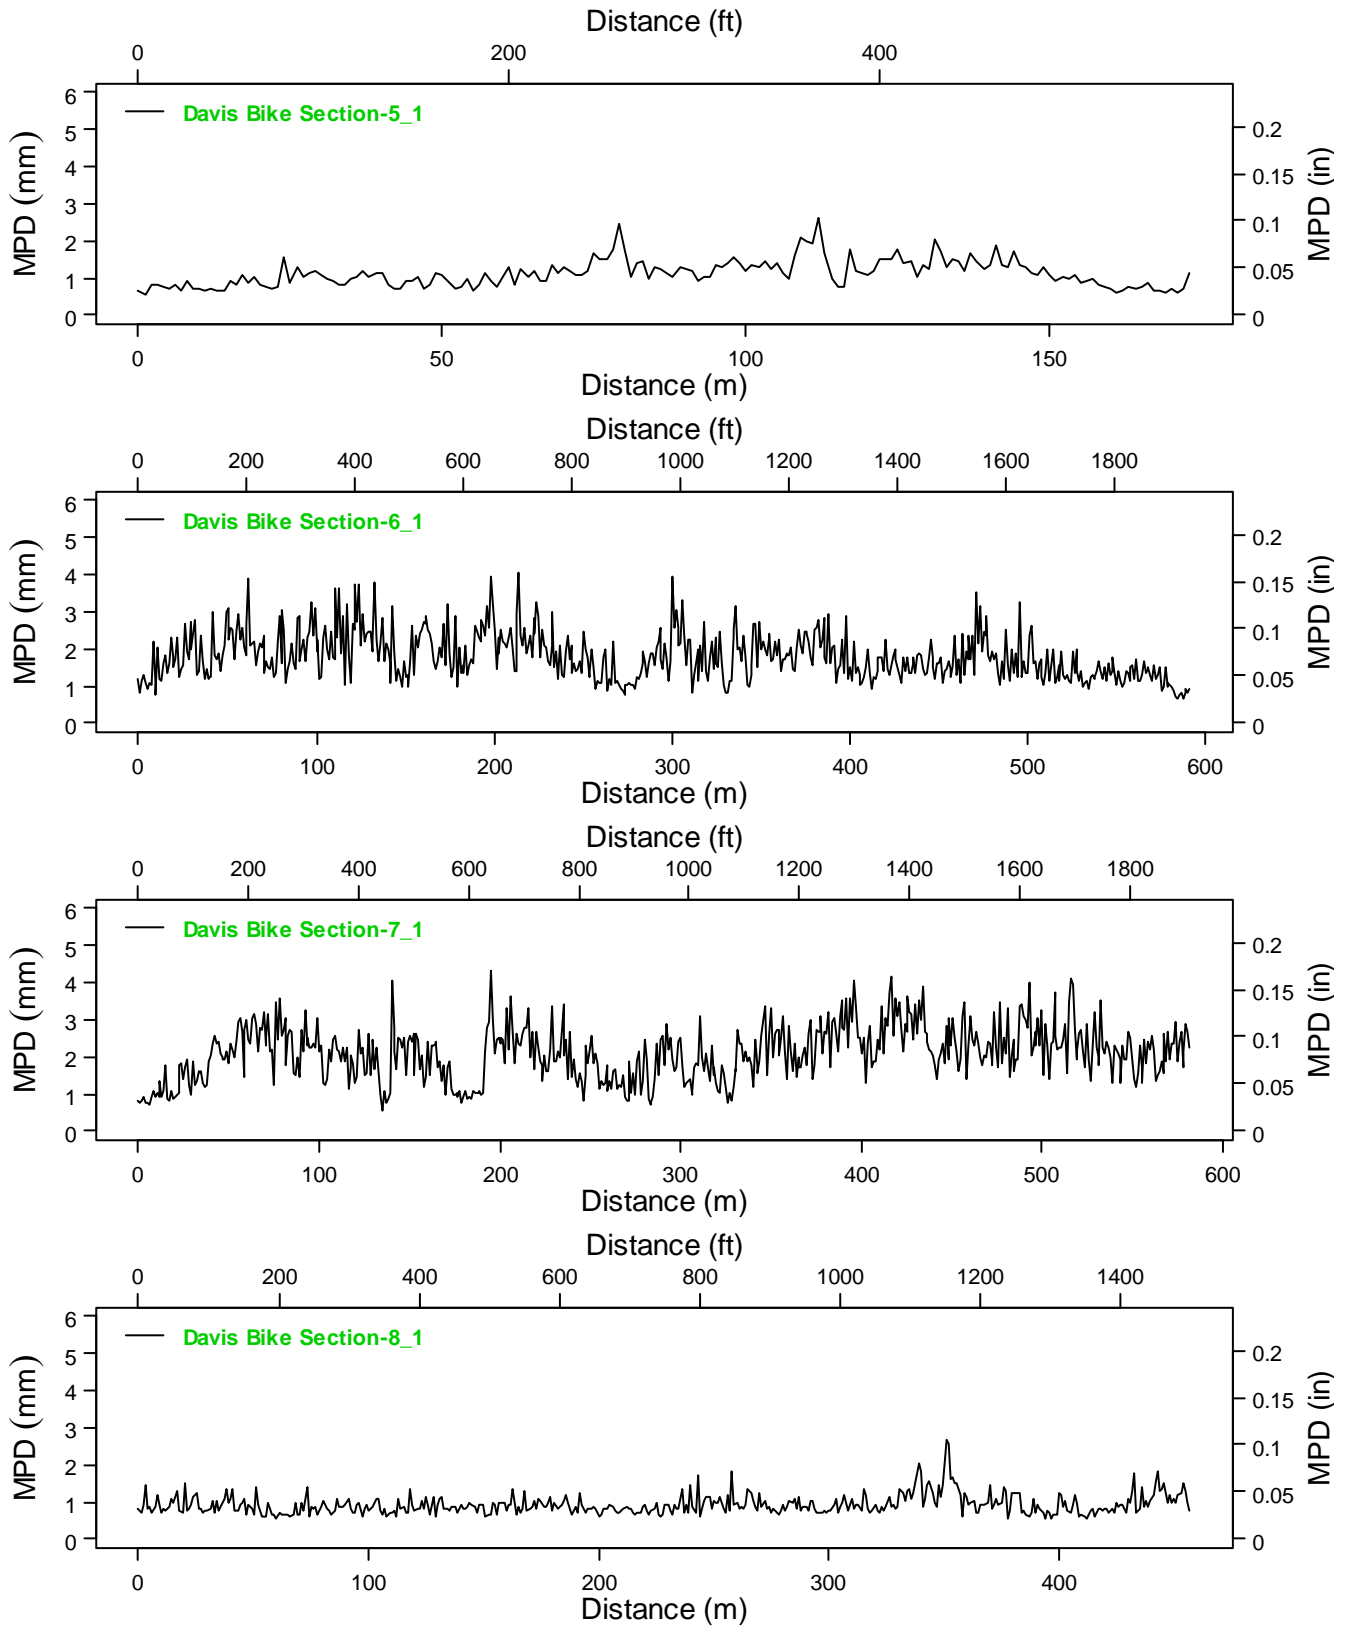 Distance (ft)
0 200 400
6 5 4 3 2 1 0
MPD (mm)
Davis Bike Section-5_1
0.2 0.15 0.1 0.05 0
MPD (in)
0 50 100 150
Distance (m)
Distance (ft)
0 200 400 600 800 1000 1200 1400 1600 1800
6 5 4 3 2 1 0
MPD (mm)
Davis Bike Section-6_1
0.2 0.15 0.1 0.05 0
MPD (in)
0 100 200 300 400 500 600
Distance (m)
Distance (ft)
0 200 400 600 800 1000 1200 1400 1600 1800
6 5 4 3 2 1 0
MPD (mm)
Davis Bike Section-7_1
0.2 0.15 0.1 0.05 0
MPD (in)
0 100 200 300 400 500 600
Distance (m)
Distance (ft)
0 200 400 600 800 1000 1200 1400
6 5 4 3 2 1 0
MPD (mm)
Davis Bike Section-8_1
0.2 0.15 0.1 0.05 0
MPD (in)
0 100 200 300 400
Distance (m)